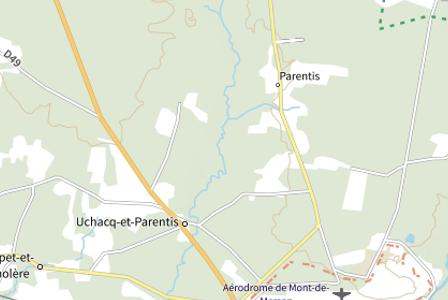 D49
Parentis
Uchacq-et-Parentis
Aérodrome de Mont-de-